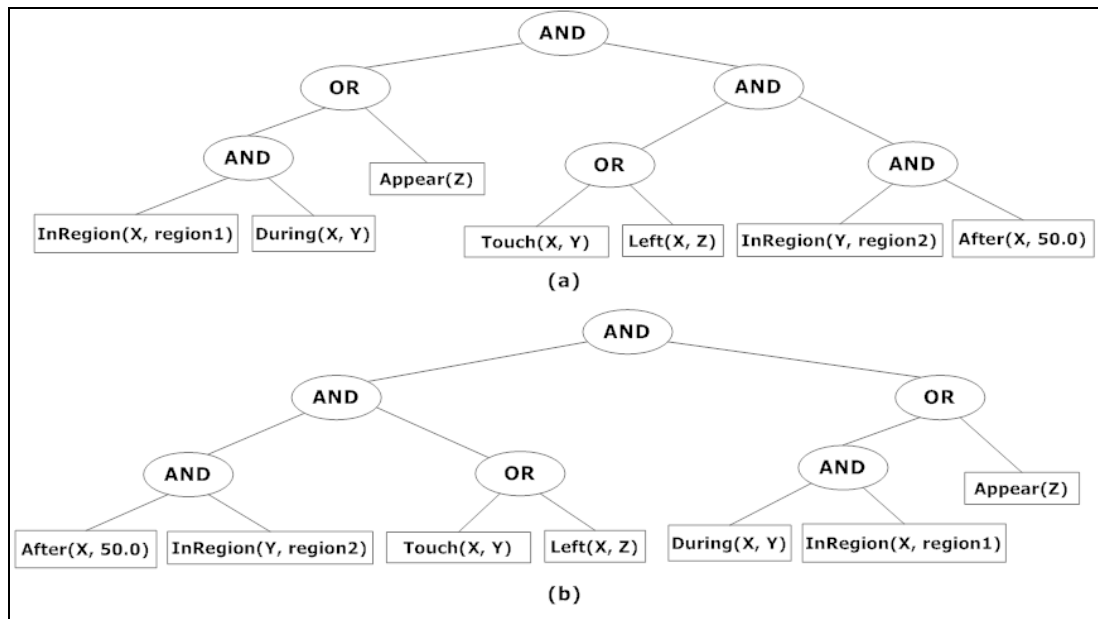 AND
OR
AND
AND
Appear(Z)
OR
AND
InRegion(X, region1)
During(X, Y)
Touch(X, Y)
Left(X, Z)
InRegion(Y, region2)
After(X, 50.0)
(a)
AND
AND
OR
AND
OR
AND
Appear(Z)
After(X, 50.0)
InRegion(Y, region2)
Touch(X, Y)
Left(X, Z)
During(X, Y)
InRegion(X, region1)
(b)